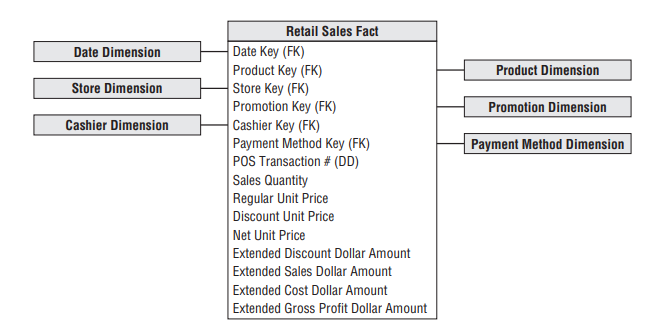 Retail Sales Fact
Date Dimension
Store Dimension
Cashier Dimension
Date Key (FK)
Product Key (FK)
Store Key (FK)
Promotion Key (FK)
Cashier Key (FK)
Payment Method Key (FK)
POS Transaction # (DD)
Sales Quantity
Regular Unit Price
Discount Unit Price
Net Unit Price
Extended Discount Dollar Amount
Extended Sales Dollar Amount
Extended Cost Dollar Amount
Extended Gross Profit Dollar Amount
Product Dimension
Promotion Dimension
Payment Method Dimension